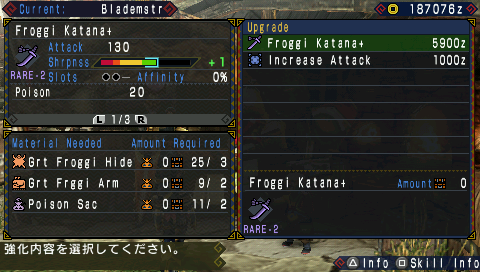 Current: Blademstr
187076z
Froggi Katana+
Attack 130
Shrpnss +1
RARE-2 Slots ●●— Affinity 0%
Poison 20
L 1/3 R
Material Needed Amount Required
Grt Froggi Hide 0 25/ 3
Grt Frggi Arm 0 9/ 2
Poison Sac 0 11/ 2
Upgrade
Froggi Katana+ 5900z
Increase Attack 1000z
Froggi Katana+ Amount 0
RARE-2
強化内容を選択してください。
△ Info □ Skill Info